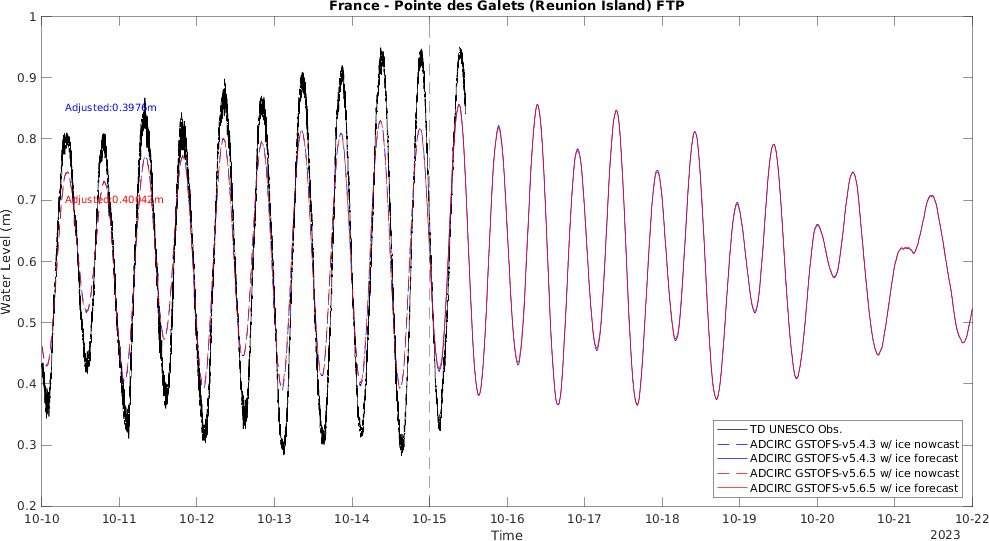 France - Pointe des Galets (Reunion Island) FTP
1
0.9
0.8
0.7
0.6
0.5
0.4
0.3
0.2
Water Level (m)
Adjusted:0.3976m
Adjusted:0.40042m
TD UNESCO Obs.
ADCIRC GSTOFS-v5.4.3 w/ ice nowcast
ADCIRC GSTOFS-v5.4.3 w/ ice forecast
ADCIRC GSTOFS-v5.6.5 w/ ice nowcast
ADCIRC GSTOFS-v5.6.5 w/ ice forecast
10-10 10-11 10-12 10-13 10-14 10-15 10-16 10-17 10-18 10-19 10-20 10-21 10-22
Time
2023